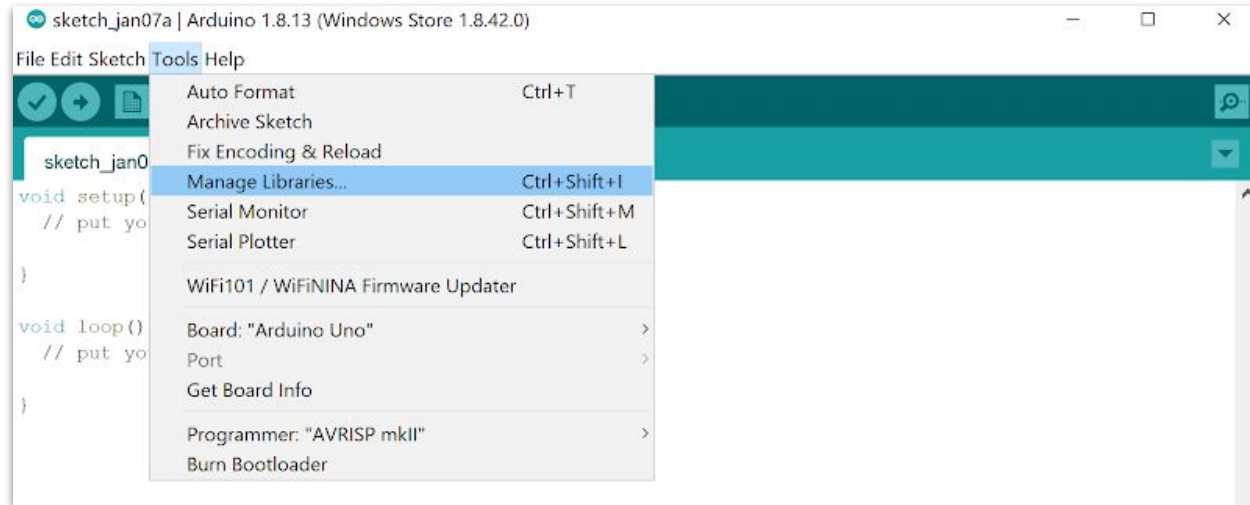 sketch_jan07a | Arduino 1.8.13 (Windows Store 1.8.42.0)
File Edit Sketch Tools Help
Auto Format Ctrl+T
Archive Sketch
Fix Encoding & Reload
sketch_jan0
Manage Libraries... Ctrl+Shift+I
void setup(
Serial Monitor Ctrl+Shift+M
// put yo
Serial Plotter Ctrl+Shift+L
}
WiFi101 / WiFiNINA Firmware Updater
void loop()
Board: "Arduino Uno"
// put yo
Port
Get Board Info
}
Programmer: "AVRISP mkII"
Burn Bootloader